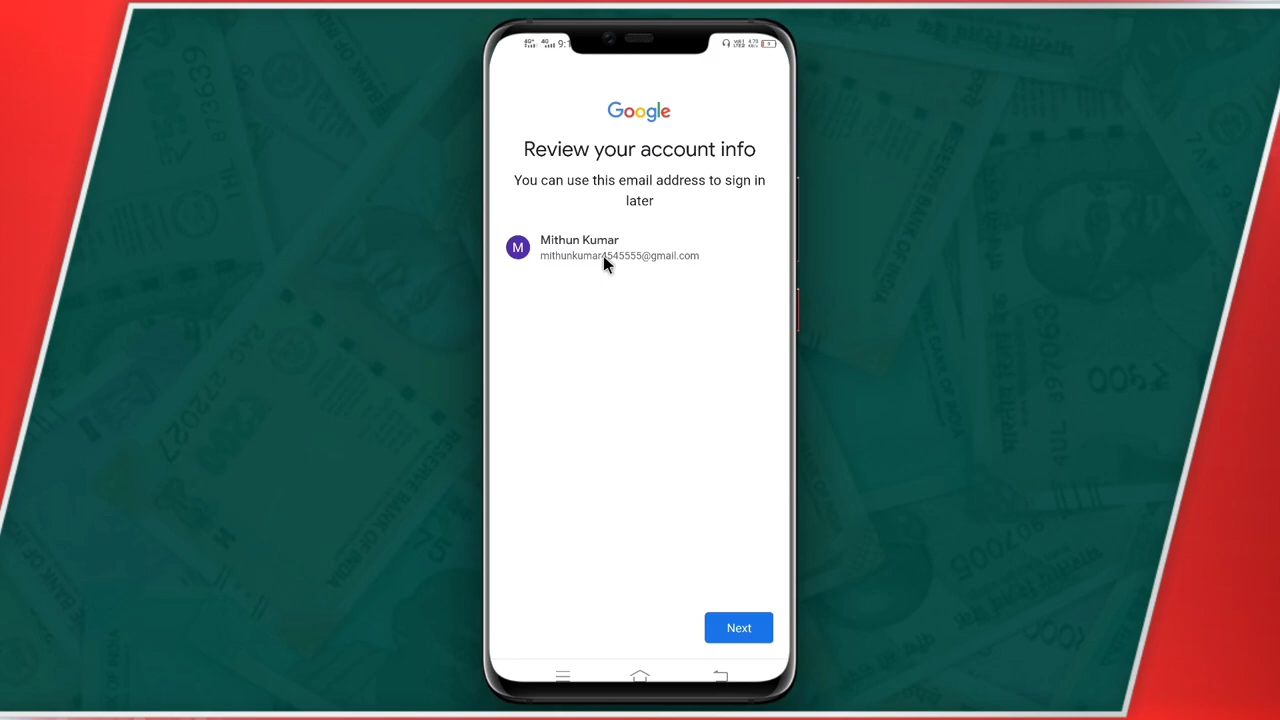 Google
Review your account info
You can use this email address to sign in
later
M
Mithun Kumar
mithunkumar4545555@gmail.com
Next